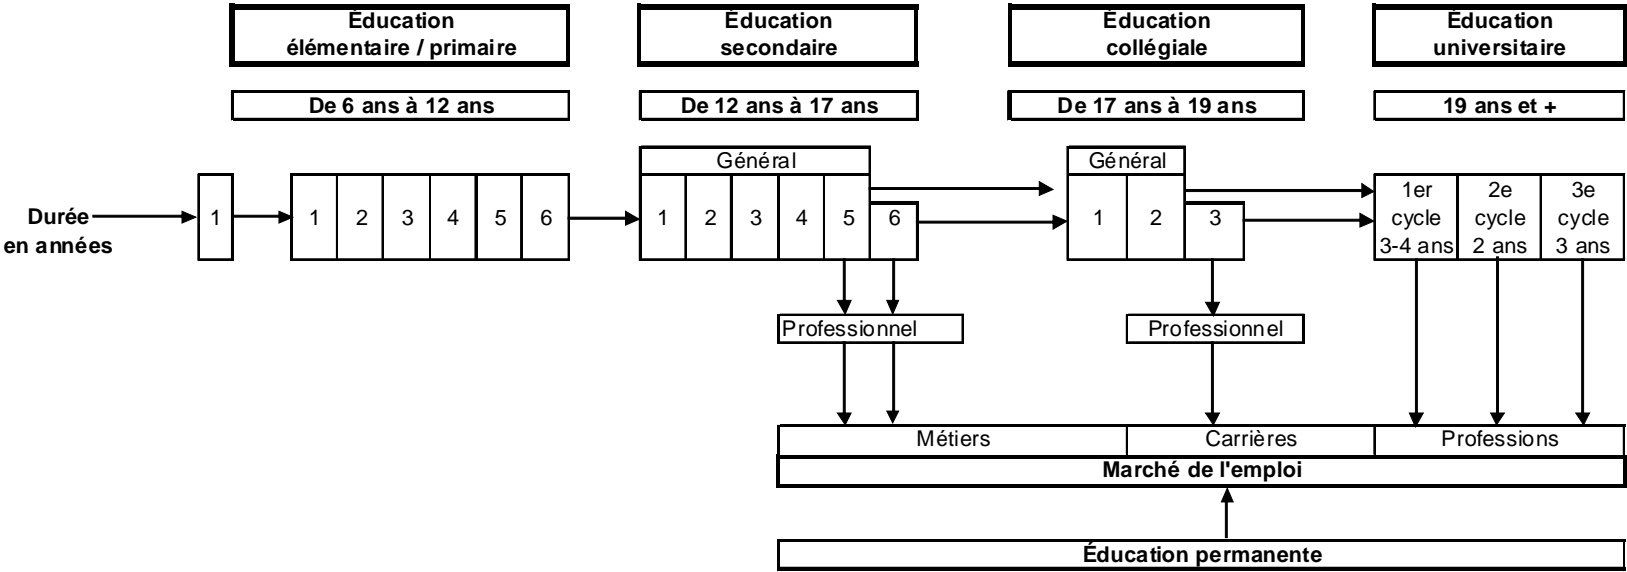 Éducation
élémentaire / primaire
Éducation
secondaire
Éducation
collégiale
Éducation
universitaire
De 6 ans à 12 ans
De 12 ans à 17 ans
De 17 ans à 19 ans
19 ans et +
Durée
en années
1
1 2 3 4 5 6
Général
1 2 3 4 5 6
Général
1 2 3
1er
cycle
3-4 ans
2e
cycle
2 ans
3e
cycle
3 ans
Professionnel
Professionnel
Métiers
Carrières
Professions
Marché de l'emploi
Éducation permanente